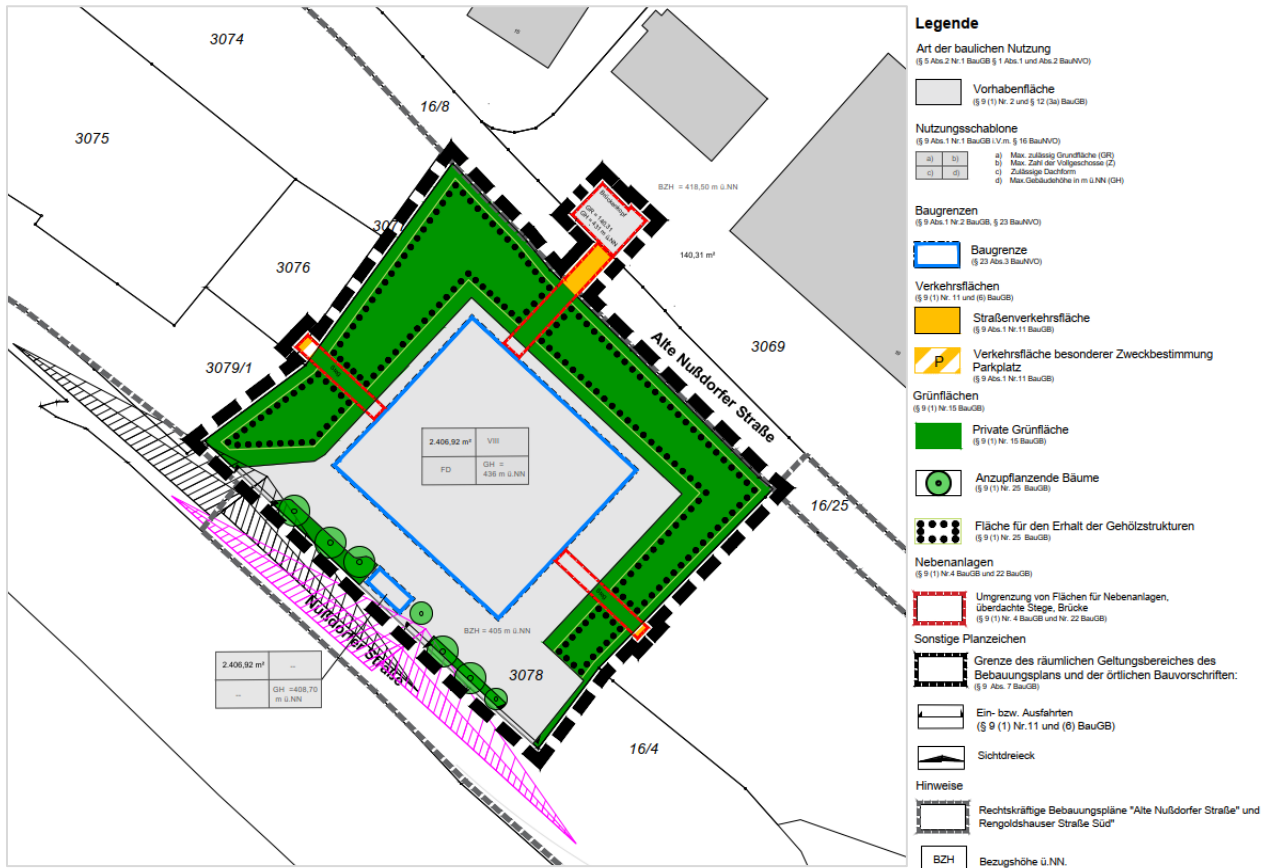 3074
3075
16/8
3077
3076
3079/1
BZH = 418,50 m ü.NN
Brückenkopf
GR = 140,31
GH = 431 m ü.NN
140,31 m²
Alte Nußdorfer Straße
3069
16/25
2.406,92 m² VIII
FD GH =
436 m ü.NN
Nußdorfer Straße
BZH = 405 m ü.NN
3078
2.406,92 m² --
-- GH =408,70
m ü.NN
16/4
Legende
Art der baulichen Nutzung
(§ 5 Abs.2 Nr.1 BauGB § 1 Abs.1 und Abs.2 BauNVO)
Vorhabenfläche
(§ 9 (1) Nr. 2 und § 12 (3a) BauGB)
Nutzungsschablone
(§ 9 Abs.1 Nr.1 BauGB i.V.m. § 16 BauNVO)
a) b)
c) d)
a) Max. zulässig Grundfläche (GR)
b) Max. Zahl der Vollgeschosse (Z)
c) Zulässige Dachform
d) Max.Gebäudehöhe in m ü.NN (GH)
Baugrenzen
(§ 9 Abs.1 Nr.2 BauGB, § 23 BauNVO)
Baugrenze
(§ 23 Abs.3 BauNVO)
Verkehrsflächen
(§ 9 (1) Nr. 11 und (6) BauGB)
Straßenverkehrsfläche
(§ 9 Abs.1 Nr.11 BauGB)
P
Verkehrsfläche besonderer Zweckbestimmung
Parkplatz
(§ 9 Abs.1 Nr.11 BauGB)
Grünflächen
(§ 9 (1) Nr.15 BauGB)
Private Grünfläche
(§ 9 (1) Nr. 15 BauGB)
Anzupflanzende Bäume
(§ 9 (1) Nr. 25 BauGB)
Fläche für den Erhalt der Gehölzstrukturen
(§ 9 (1) Nr. 25 BauGB)
Nebenanlagen
(§ 9 (1) Nr.4 BauGB und 22 BauGB)
Umgrenzung von Flächen für Nebenanlagen,
überdachte Stege, Brücke
(§ 9 (1) Nr. 4 BauGB und Nr. 22 BauGB)
Sonstige Planzeichen
Grenze des räumlichen Geltungsbereiches des
Bebauungsplans und der örtlichen Bauvorschriften:
(§ 9 Abs. 7 BauGB)
Ein- bzw. Ausfahrten
(§ 9 (1) Nr.11 und (6) BauGB)
Sichtdreieck
Hinweise
Rechtskräftige Bebauungspläne "Alte Nußdorfer Straße" und
Rengoldshauser Straße Süd"
BZH
Bezugshöhe ü.NN.